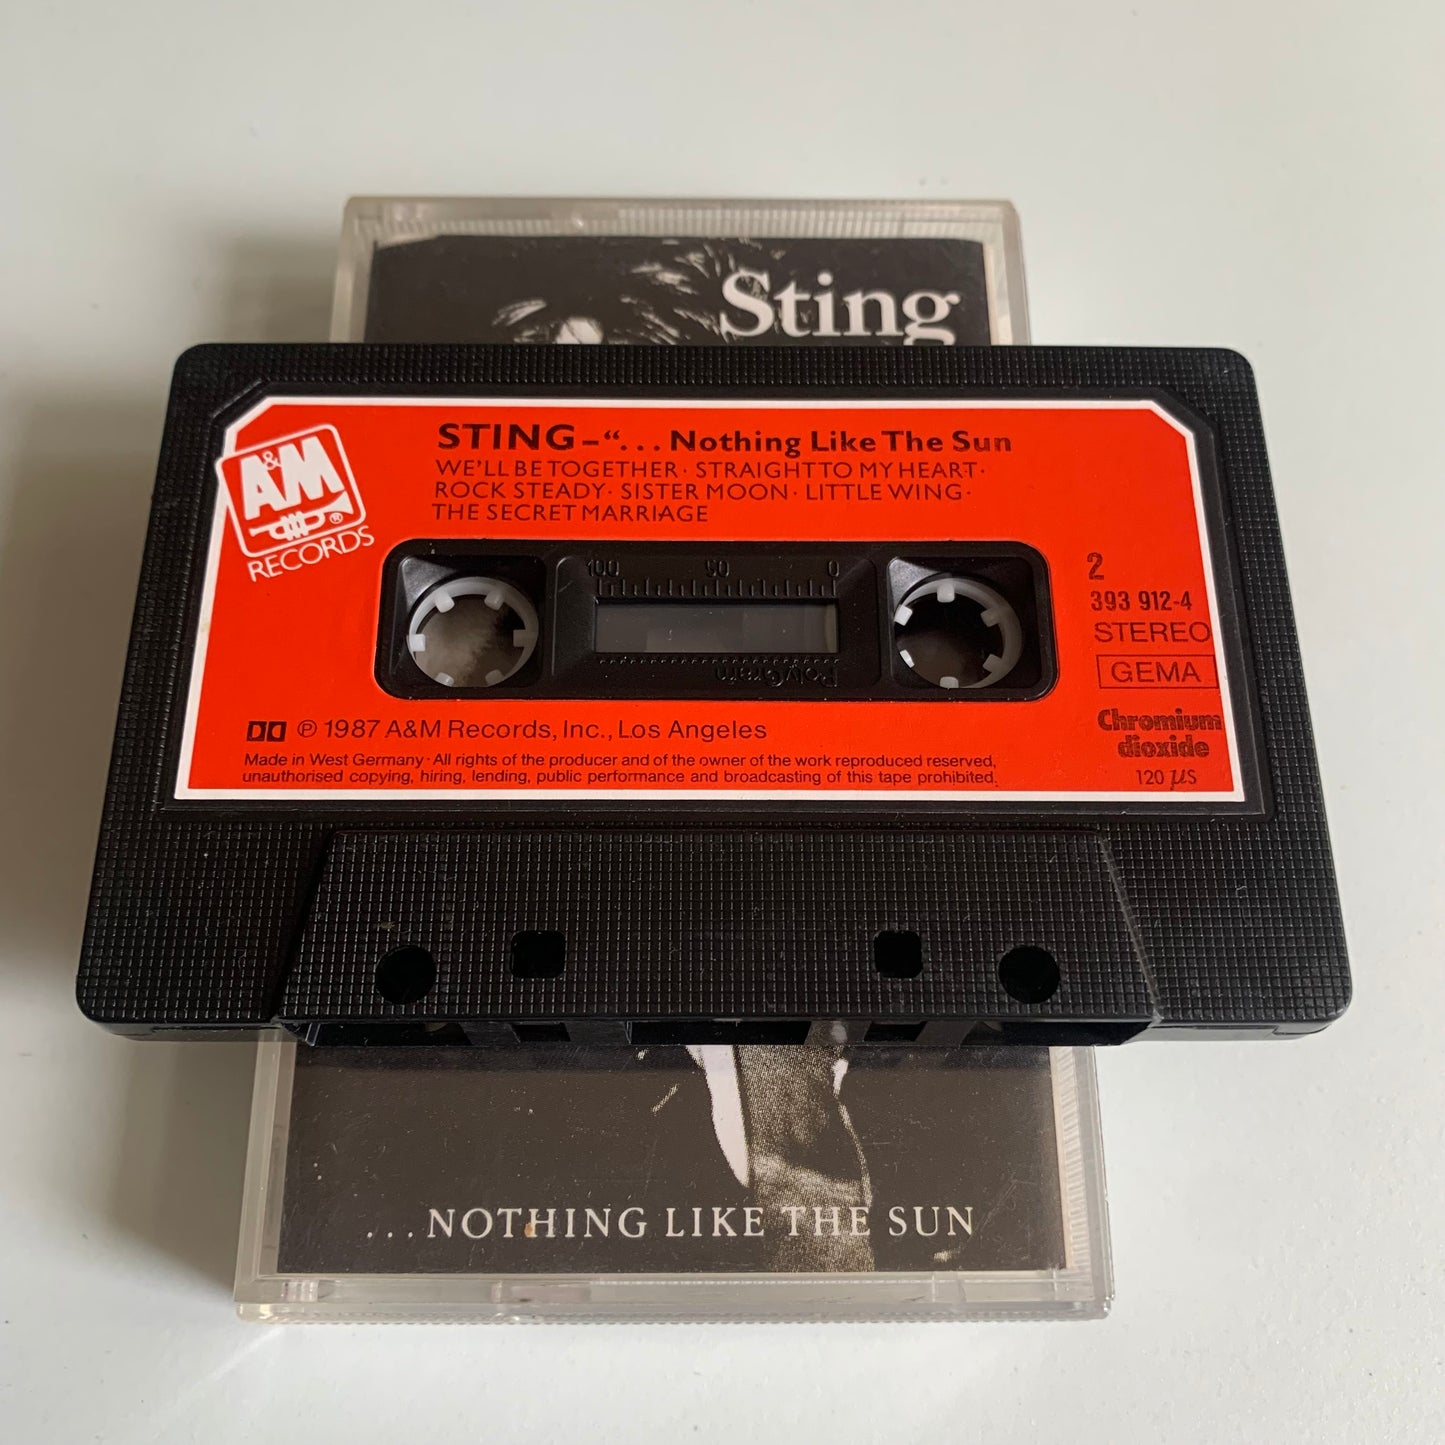 Sting
STING–“... Nothing Like The Sun
WE'LL BE TOGETHER · STRAIGHT TO MY HEART ·
ROCK STEADY · SISTER MOON · LITTLE WING ·
THE SECRET MARRIAGE
A&M
®
RECORDS
100 50 0
PolyGram
2
393 912-4
STEREO
GEMA
Chromium
dioxide
120 µs
℗ 1987 A&M Records, Inc., Los Angeles
Made in West Germany · All rights of the producer and of the owner of the work reproduced reserved,
unauthorised copying, hiring, lending, public performance and broadcasting of this tape prohibited.
...NOTHING LIKE THE SUN